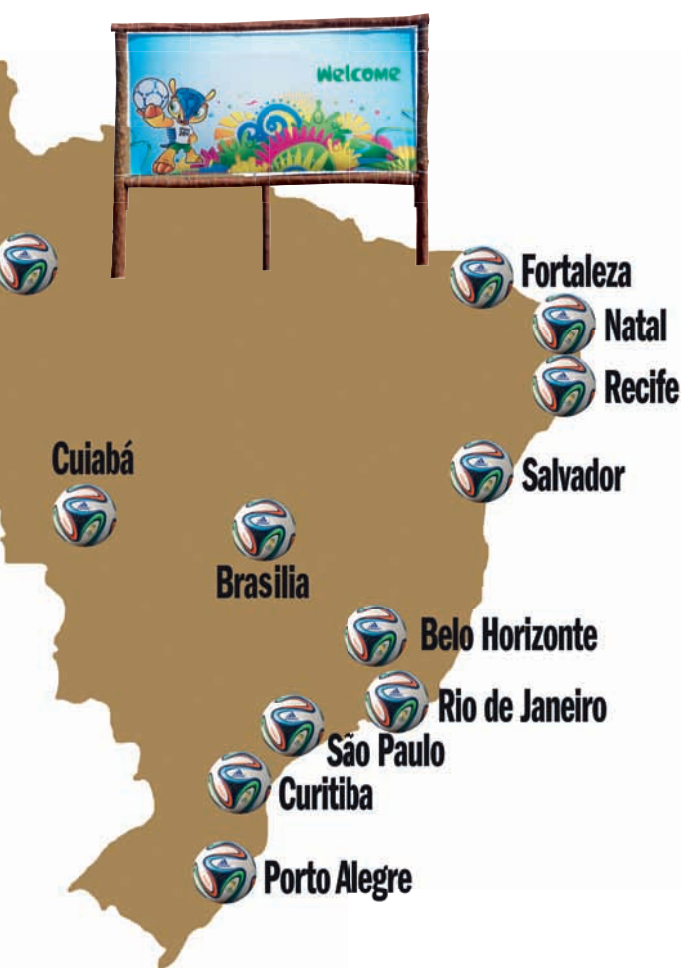 Welcome
Fortaleza
Natal
Recife
Cuiabá
Salvador
Brasilia
Belo Horizonte
Rio de Janeiro
São Paulo
Curitiba
Porto Alegre